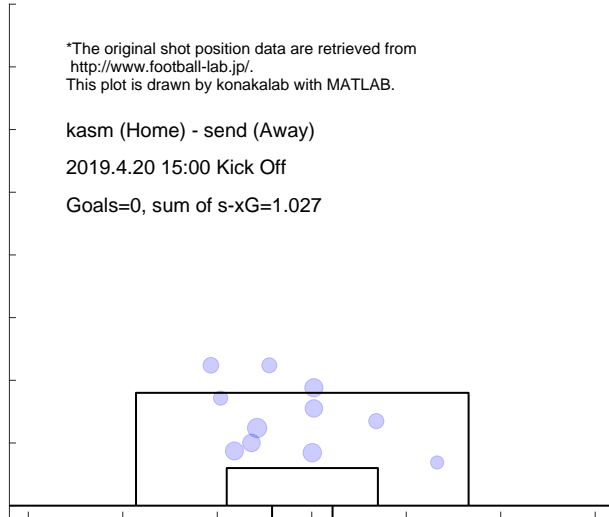 *The original shot position data are retrieved from
http://www.football-lab.jp/.
This plot is drawn by konakalab with MATLAB.
kasm (Home) - send (Away)
2019.4.20 15:00 Kick Off
Goals=0, sum of s-xG=1.027